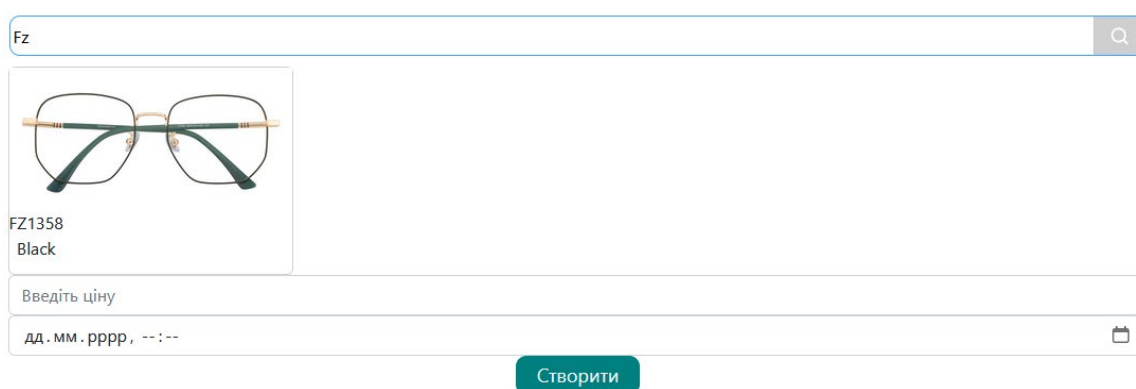 Fz
FZ1358
Black
Введіть ціну
дд.мм.рррр, --:--
Створити